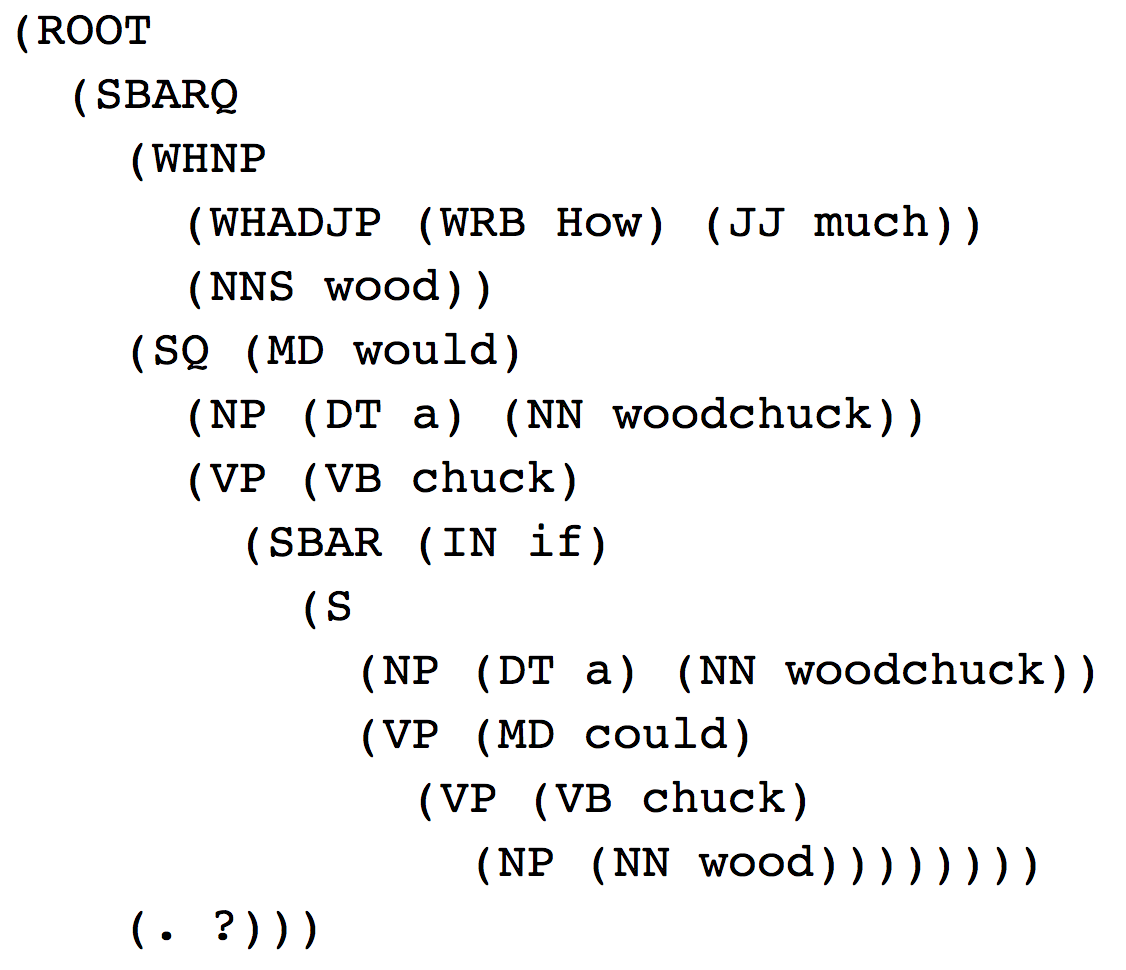 (ROOT
  (SBARQ
    (WHNP
      (WHADJP (WRB How) (JJ much))
      (NNS wood))
    (SQ (MD would)
      (NP (DT a) (NN woodchuck))
      (VP (VB chuck)
        (SBAR (IN if)
          (S
            (NP (DT a) (NN woodchuck))
            (VP (MD could)
              (VP (VB chuck)
                (NP (NN wood))))))))
    (. ?)))